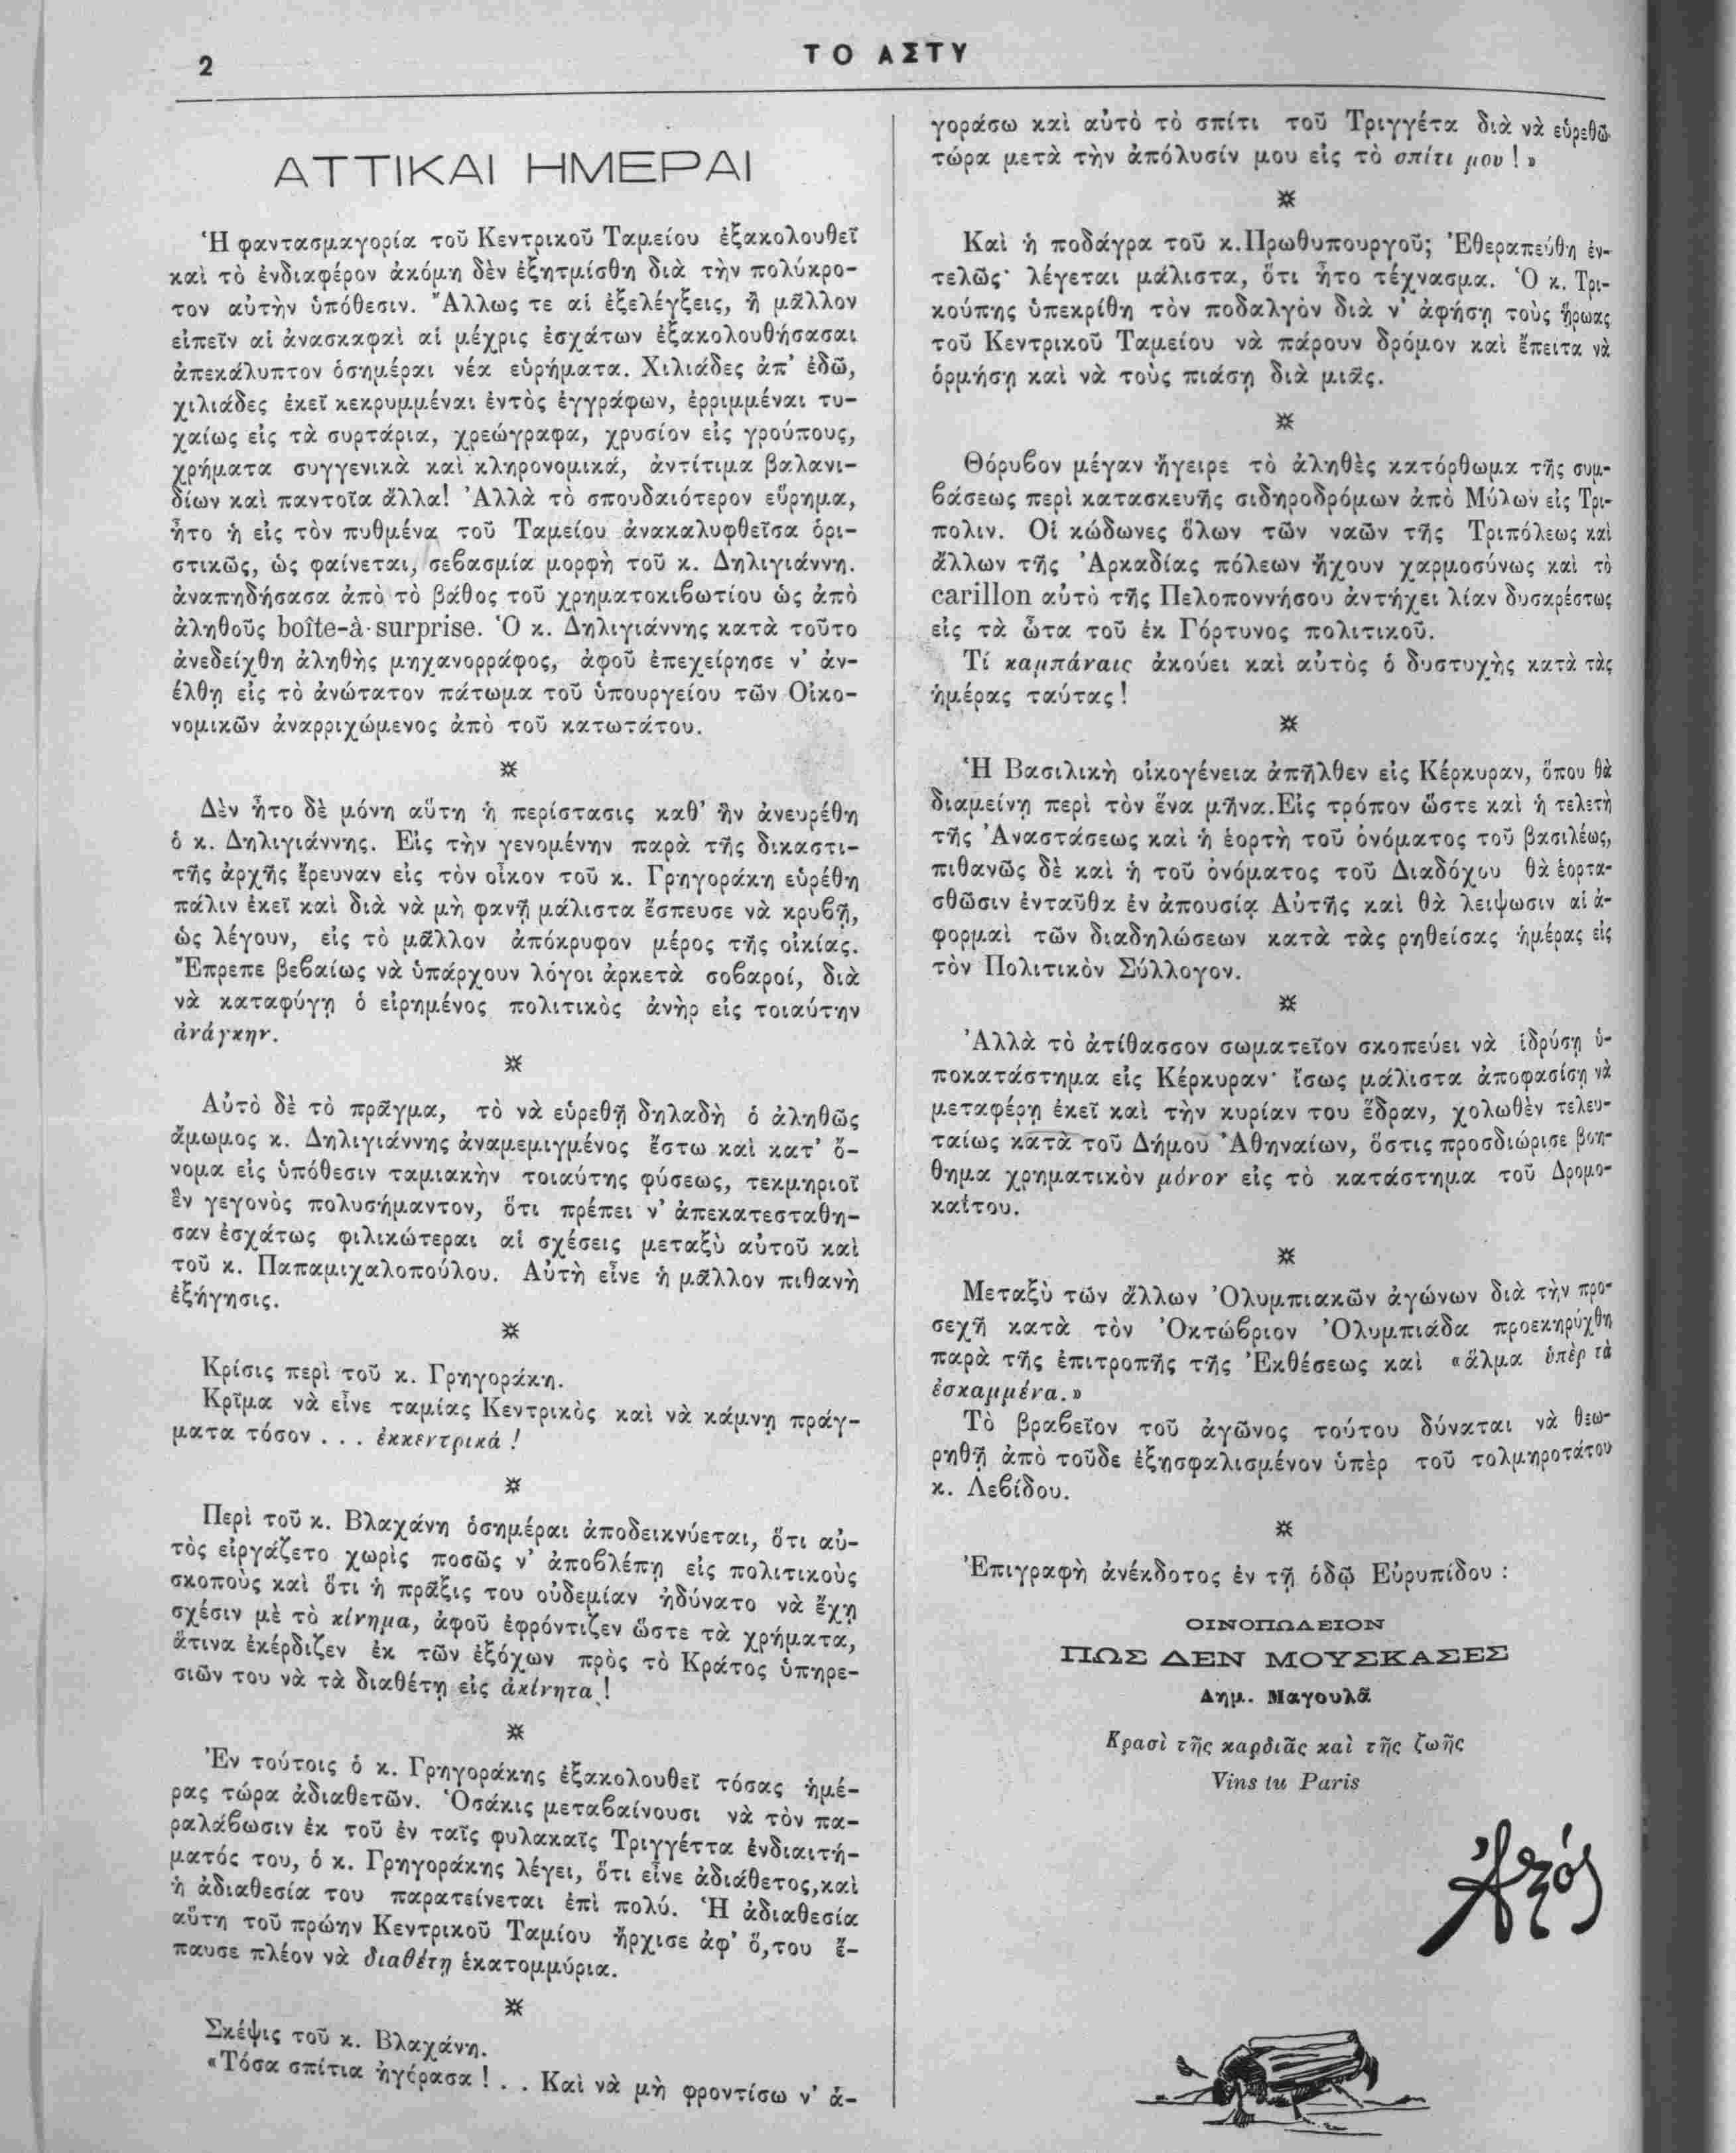 2
ΤΟ ΑΣΤΥ
ΑΤΤΙΚΑΙ ΗΜΕΡΑΙ
Ἡ φαντασμαγορία τοῦ Κεντρικοῦ Ταμείου ἐξακολουθεῖ
καὶ τὸ ἐνδιαφέρον ἀκόμη δὲν ἐξητμίσθη διὰ τὴν πολύκρο-
τον αὐτὴν ὑπόθεσιν. Ἄλλως τε αἱ ἐξελέγξεις, ἢ μᾶλλον
εἰπεῖν αἱ ἀνασκαφαὶ αἱ μέχρις ἐσχάτων ἐξακολουθήσασαι
ἀπεκάλυπτον ὁσημέραι νέα εὑρήματα. Χιλιάδες ἀπ’ ἐδῶ,
χιλιάδες ἐκεῖ κεκρυμμέναι ἐντὸς ἐγγράφων, ἐρριμμέναι τυ-
χαίως εἰς τὰ συρτάρια, χρεώγραφα, χρυσίον εἰς γρούπους,
χρήματα συγγενικὰ καὶ κληρονομικά, ἀντίτιμα βαλανι-
δίων καὶ παντοῖα ἄλλα! Ἀλλὰ τὸ σπουδαιότερον εὕρημα,
ἦτο ἡ εἰς τὸν πυθμένα τοῦ Ταμείου ἀνακαλυφθεῖσα ὁρι-
στικῶς, ὡς φαίνεται, σεβασμία μορφὴ τοῦ κ. Δηλιγιάννη.
ἀναπηδήσασα ἀπὸ τὸ βάθος τοῦ χρηματοκιβωτίου ὡς ἀπὸ
ἀληθοῦς boîte-à-surprise. Ὁ κ. Δηλιγιάννης κατὰ τοῦτο
ἀνεδείχθη ἀληθὴς μηχανορράφος, ἀφοῦ ἐπεχείρησε ν’ ἀν-
έλθῃ εἰς τὸ ἀνώτατον πάτωμα τοῦ ὑπουργείου τῶν Οἰκο-
νομικῶν ἀναρριχώμενος ἀπὸ τοῦ κατωτάτου.
Δὲν ἦτο δὲ μόνη αὕτη ἡ περίστασις καθ’ ἣν ἀνευρέθη
ὁ κ. Δηλιγιάννης. Εἰς τὴν γενομένην παρὰ τῆς δικαστι-
τῆς ἀρχῆς ἔρευναν εἰς τὸν οἶκον τοῦ κ. Γρηγοράκη εὑρέθη
πάλιν ἐκεῖ καὶ διὰ νὰ μὴ φανῇ μάλιστα ἔσπευσε νὰ κρυβῇ,
ὡς λέγουν, εἰς τὸ μᾶλλον ἀπόκρυφον μέρος τῆς οἰκίας.
Ἔπρεπε βεβαίως νὰ ὑπάρχουν λόγοι ἀρκετὰ σοβαροί, διὰ
νὰ καταφύγῃ ὁ εἰρημένος πολιτικὸς ἀνὴρ εἰς τοιαύτην
ἀνάγκην.
Αὐτὸ δὲ τὸ πρᾶγμα, τὸ νὰ εὑρεθῇ δηλαδὴ ὁ ἀληθῶς
ἄμωμος κ. Δηλιγιάννης ἀναμεμιγμένος ἔστω καὶ κατ’ ὄ-
νομα εἰς ὑπόθεσιν ταμιακὴν τοιαύτης φύσεως, τεκμηριοῖ
ἓν γεγονὸς πολυσήμαντον, ὅτι πρέπει ν’ ἀπεκατεσταθη-
σαν ἐσχάτως φιλικώτεραι αἱ σχέσεις μεταξὺ αὐτοῦ καὶ
τοῦ κ. Παπαμιχαλοπούλου. Αὐτὴ εἶνε ἡ μᾶλλον πιθανὴ
ἐξήγησις.
Κρίσις περὶ τοῦ κ. Γρηγοράκη.
Κρῖμα νὰ εἶνε ταμίας Κεντρικὸς καὶ νὰ κάμνῃ πράγ-
ματα τόσον . . . ἐκκεντρικά !
Περὶ τοῦ κ. Βλαχάνη ὁσημέραι ἀποδεικνύεται, ὅτι αὐ-
τὸς εἰργάζετο χωρὶς ποσῶς ν’ ἀποβλέπῃ εἰς πολιτικοὺς
σκοποὺς καὶ ὅτι ἡ πρᾶξις του οὐδεμίαν ἠδύνατο νὰ ἔχῃ
σχέσιν μὲ τὸ κίνημα, ἀφοῦ ἐφρόντιζεν ὥστε τὰ χρήματα,
ἅτινα ἐκέρδιζεν ἐκ τῶν ἐξόχων πρὸς τὸ Κράτος ὑπηρε-
σιῶν του νὰ τὰ διαθέτῃ εἰς ἀκίνητα !
Ἐν τούτοις ὁ κ. Γρηγοράκης ἐξακολουθεῖ τόσας ἡμέ-
ρας τώρα ἀδιαθετῶν. Ὁσάκις μεταβαίνουσι νὰ τὸν πα-
ραλάβωσιν ἐκ τοῦ ἐν ταῖς φυλακαῖς Τριγγέττα ἐνδιαιτή-
ματός του, ὁ κ. Γρηγοράκης λέγει, ὅτι εἶνε ἀδιάθετος,καὶ
ἡ ἀδιαθεσία του παρατείνεται ἐπὶ πολύ. Ἡ ἀδιαθεσία
αὕτη τοῦ πρώην Κεντρικοῦ Ταμίου ἤρχισε ἀφ’ ὅ,του ἔ-
παυσε πλέον νὰ διαθέτῃ ἑκατομμύρια.
Σκέψις τοῦ κ. Βλαχάνη.
«Τόσα σπίτια ἠγόρασα ! . . Καὶ νὰ μὴ φροντίσω ν’ ἀ-
γοράσω καὶ αὐτὸ τὸ σπίτι τοῦ Τριγγέτα διὰ νὰ εὑρεθῶ
τώρα μετὰ τὴν ἀπόλυσίν μου εἰς τὸ σπίτι μου ! »
Καὶ ἡ ποδάγρα τοῦ κ.Πρωθυπουργοῦ; Ἐθεραπεύθη ἐν-
τελῶς· λέγεται μάλιστα, ὅτι ἦτο τέχνασμα. Ὁ κ. Τρι-
κούπης ὑπεκρίθη τὸν ποδαλγὸν διὰ ν’ ἀφήσῃ τοὺς ἥρωας
τοῦ Κεντρικοῦ Ταμείου νὰ πάρουν δρόμον καὶ ἔπειτα νὰ
ὁρμήσῃ καὶ νὰ τοὺς πιάσῃ διὰ μιᾶς.
Θόρυβον μέγαν ἤγειρε τὸ ἀληθὲς κατόρθωμα τῆς συμ-
βάσεως περὶ κατασκευῆς σιδηροδρόμων ἀπὸ Μύλων εἰς Τρί-
πολιν. Οἱ κώδωνες ὅλων τῶν ναῶν τῆς Τριπόλεως καὶ
ἄλλων τῆς Ἀρκαδίας πόλεων ἤχουν χαρμοσύνως καὶ τὸ
carillon αὐτὸ τῆς Πελοποννήσου ἀντήχει λίαν δυσαρέστως
εἰς τὰ ὦτα τοῦ ἐκ Γόρτυνος πολιτικοῦ.
Τί καμπάναις ἀκούει καὶ αὐτὸς ὁ δυστυχὴς κατὰ τὰς
ἡμέρας ταύτας !
Ἡ Βασιλικὴ οἰκογένεια ἀπῆλθεν εἰς Κέρκυραν, ὅπου θὰ
διαμείνῃ περὶ τὸν ἕνα μῆνα.Εἰς τρόπον ὥστε καὶ ἡ τελετὴ
τῆς Ἀναστάσεως καὶ ἡ ἑορτὴ τοῦ ὀνόματος τοῦ βασιλέως,
πιθανῶς δὲ καὶ ἡ τοῦ ὀνόματος τοῦ Διαδόχου θὰ ἑορτα-
σθῶσιν ἐνταῦθα ἐν ἀπουσίᾳ Αὐτῆς καὶ θὰ λείψωσιν αἱ ἀ-
φορμαὶ τῶν διαδηλώσεων κατὰ τὰς ρηθείσας ἡμέρας εἰς
τὸν Πολιτικὸν Σύλλογον.
Ἀλλὰ τὸ ἀτίθασσον σωματεῖον σκοπεύει νὰ ἱδρύσῃ ὑ-
ποκατάστημα εἰς Κέρκυραν· ἴσως μάλιστα ἀποφασίσῃ νὰ
μεταφέρῃ ἐκεῖ καὶ τὴν κυρίαν του ἕδραν, χολωθὲν τελευ-
ταίως κατὰ τοῦ Δήμου Ἀθηναίων, ὅστις προσδιώρισε βοη-
θημα χρηματικὸν μόνον εἰς τὸ κατάστημα τοῦ Δρομο-
καΐτου.
Μεταξὺ τῶν ἄλλων Ὀλυμπιακῶν ἀγώνων διὰ τὴν προ-
σεχῆ κατὰ τὸν Ὀκτώβριον Ὀλυμπιάδα προεκηρύχθη
παρὰ τῆς ἐπιτροπῆς τῆς Ἐκθέσεως καὶ «ἅλμα ὑπὲρ τὰ
ἐσκαμμένα.»
Τὸ βραβεῖον τοῦ ἀγῶνος τούτου δύναται νὰ θεω-
ρηθῇ ἀπὸ τοῦδε ἐξησφαλισμένον ὑπὲρ τοῦ τολμηροτάτου
κ. Λεβίδου.
Ἐπιγραφὴ ἀνέκδοτος ἐν τῇ ὁδῷ Εὐρυπίδου :
ΟΙΝΟΠΩΛΕΙΟΝ
ΠΩΣ ΔΕΝ ΜΟΥΣΚΑΣΕΣ
Δημ. Μαγουλᾶ
Κρασὶ τῆς καρδιᾶς καὶ τῆς ζωῆς
Vins tu Paris